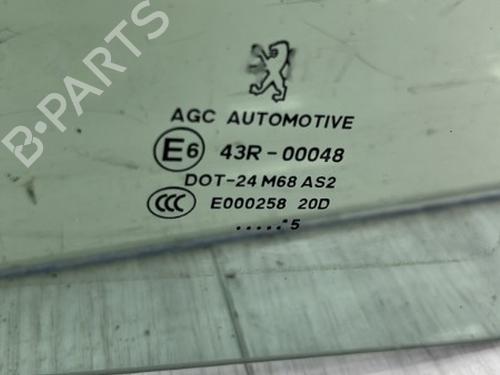 B-PARTS
AGC AUTOMOTIVE
E6 43R-00048
DOT-24 M68 AS2
CCC E000258 20D
.....*5